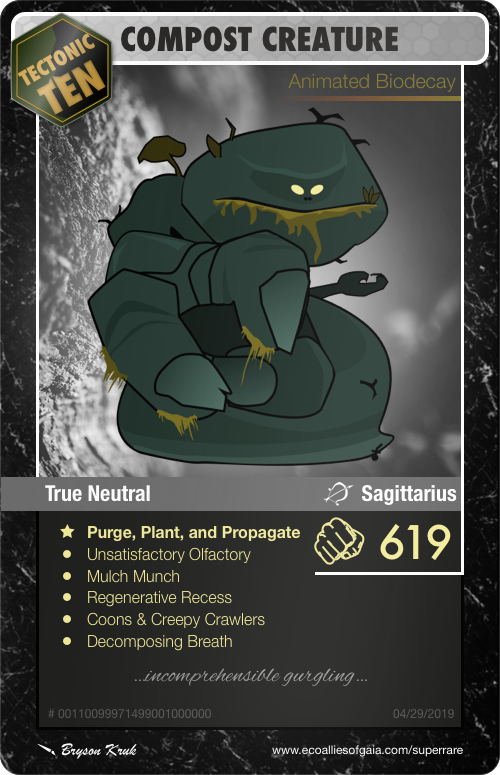 TECTONIC
TEN
COMPOST CREATURE
Animated Biodecay
True Neutral
Sagittarius
Purge, Plant, and Propagate
619
Unsatisfactory Olfactory
Mulch Munch
Regenerative Recess
Coons & Creepy Crawlers
Decomposing Breath
...incomprehensible gurgling...
# 00110099971499001000000
04/29/2019
Bryson Kruk
www.ecoalliesofgaia.com/superrare